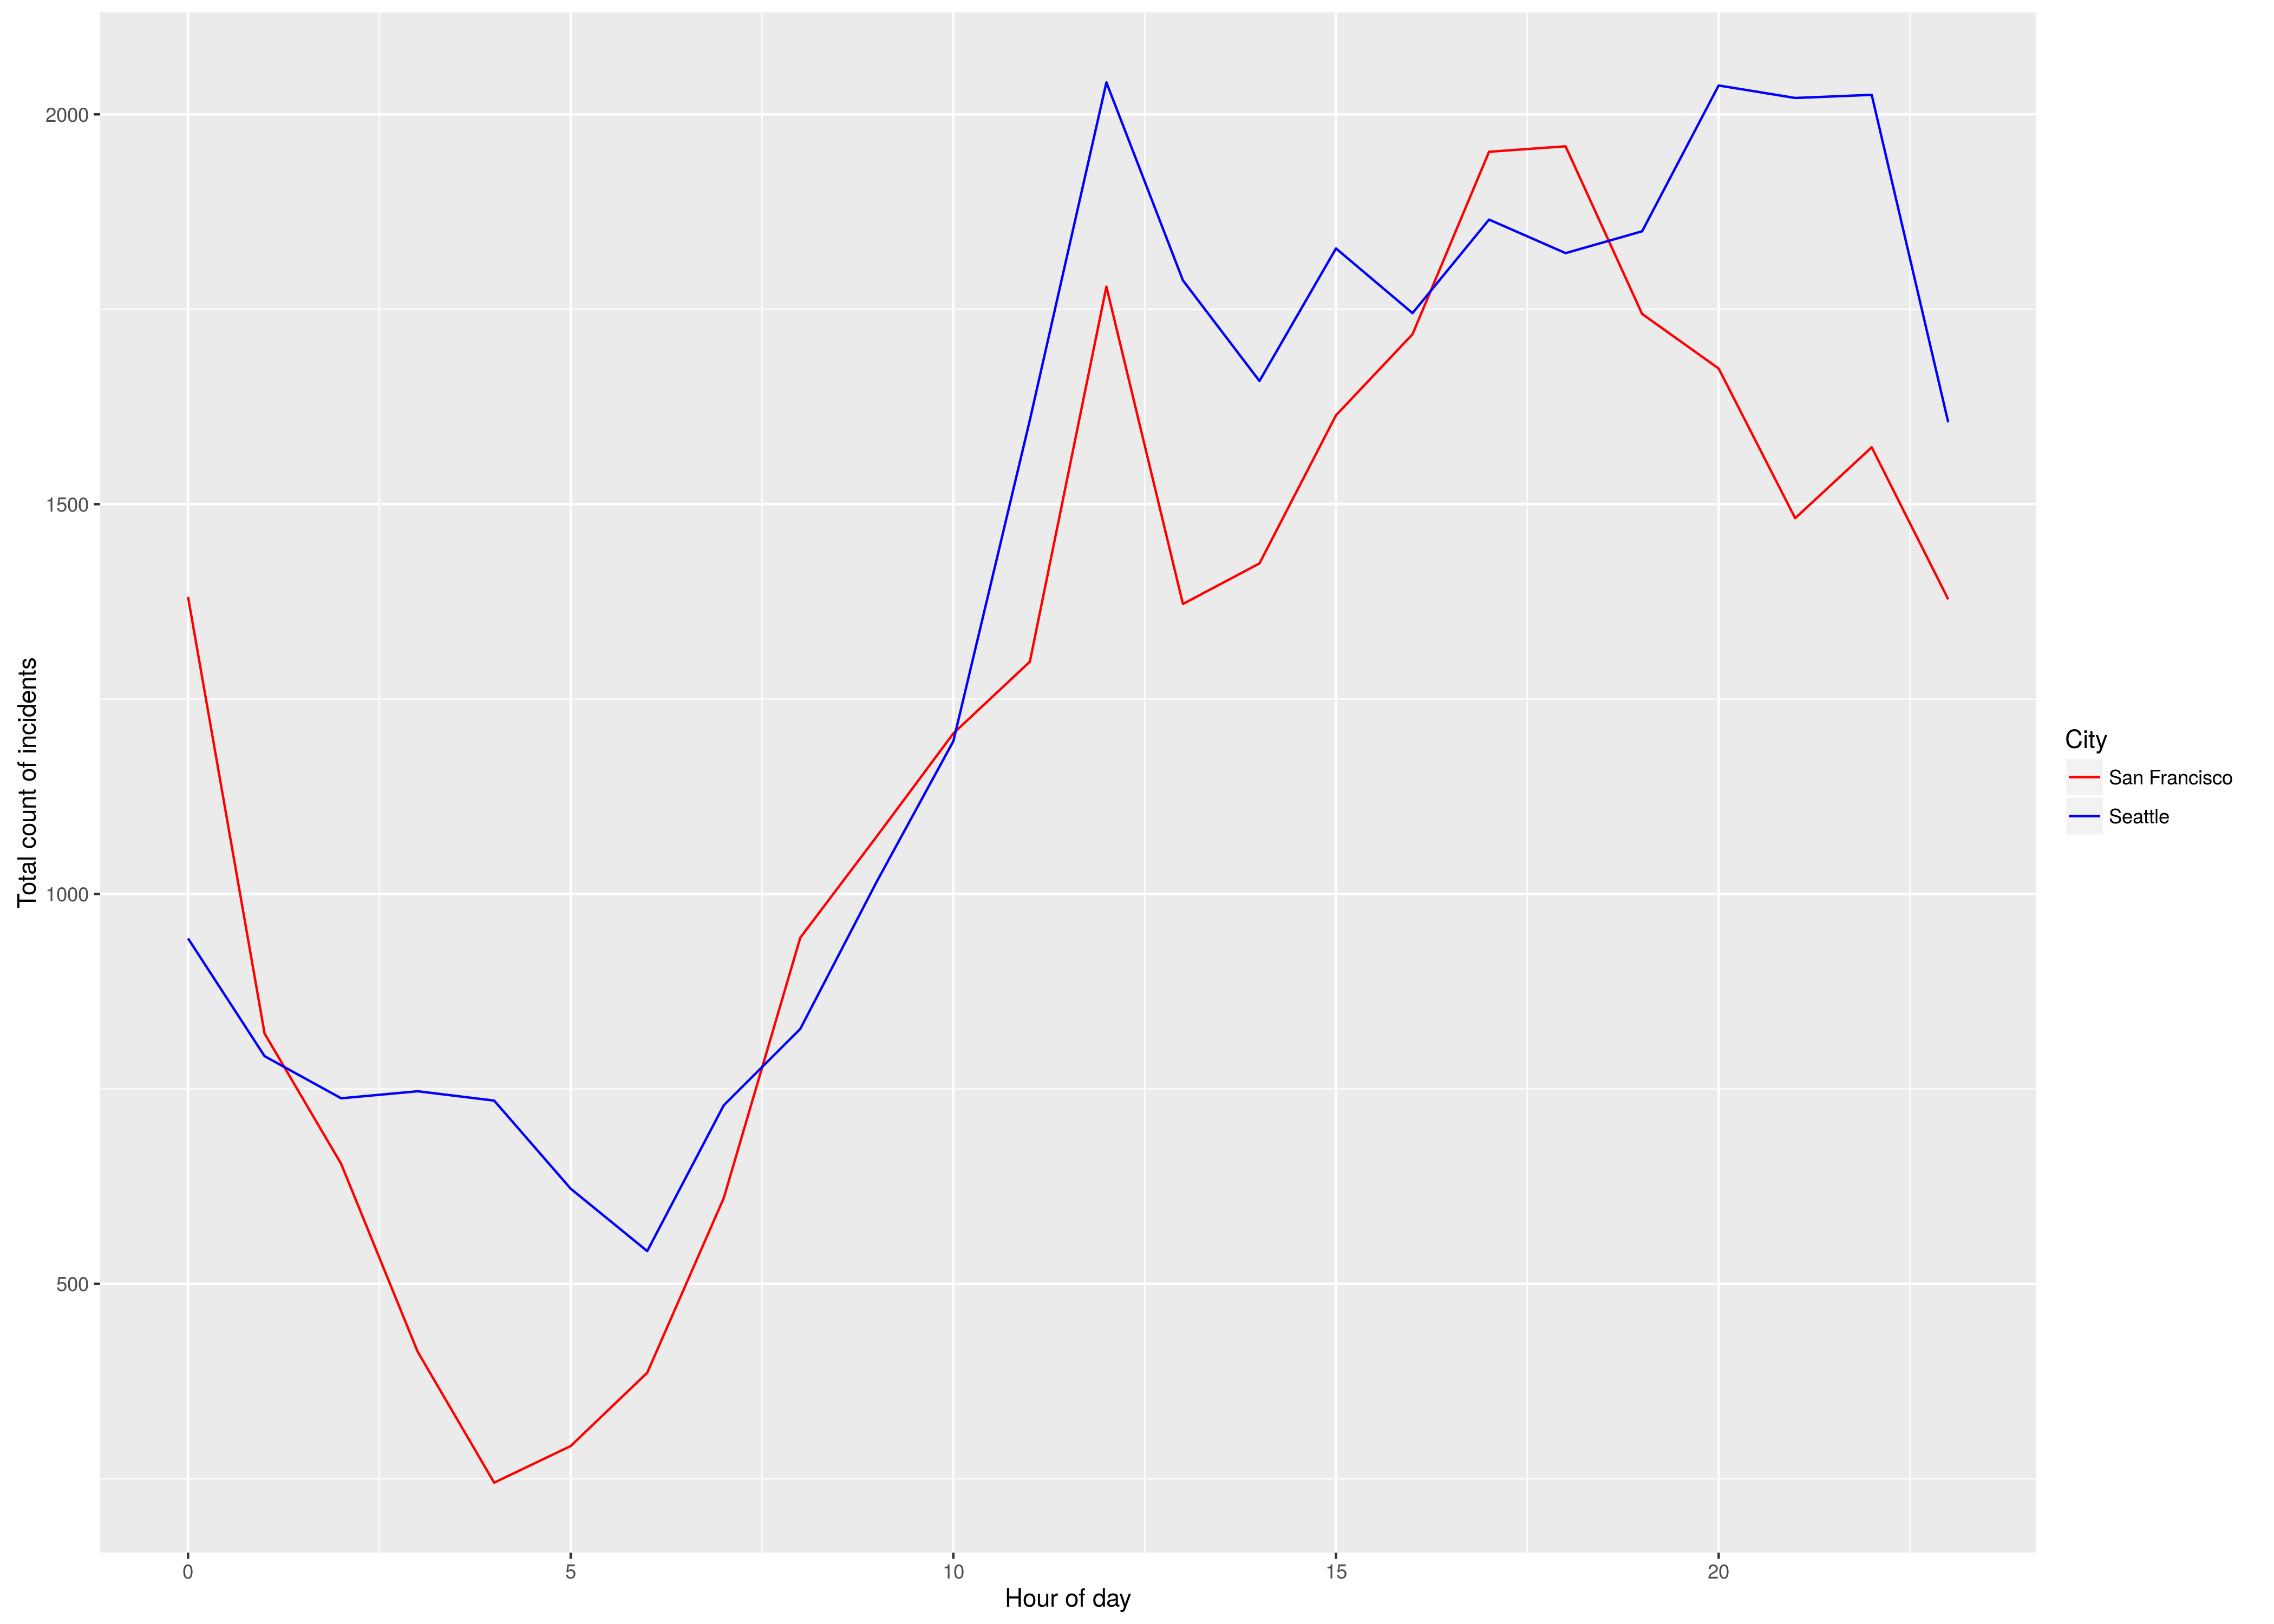 Total count of incidents
2000
1500
1000
500
0 5 10 15 20
Hour of day
City
San Francisco
Seattle